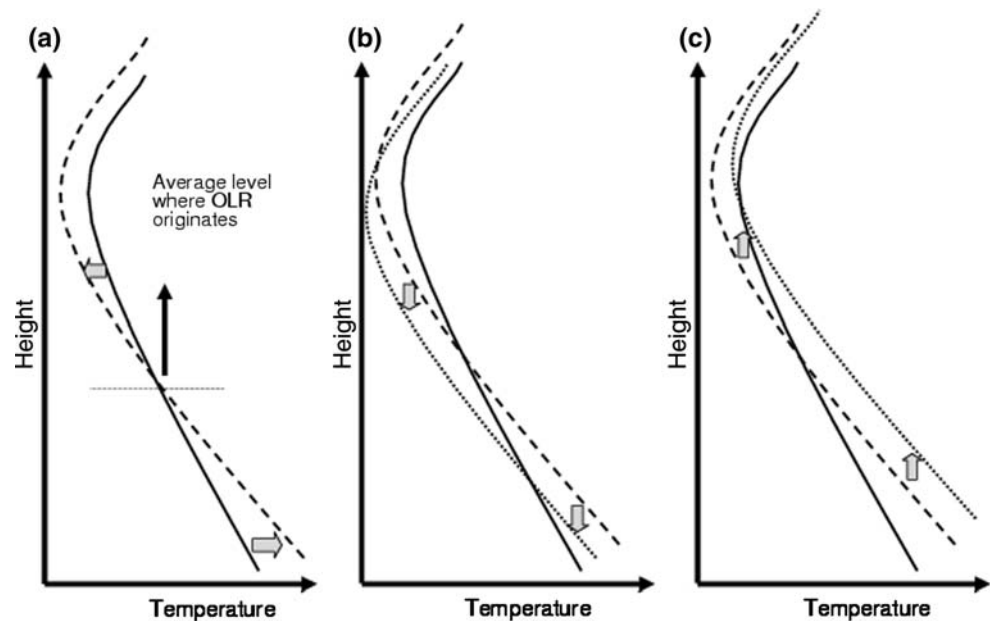 (a)
(b)
(c)
Average level
where OLR
originates
Height
Height
Height
Temperature
Temperature
Temperature